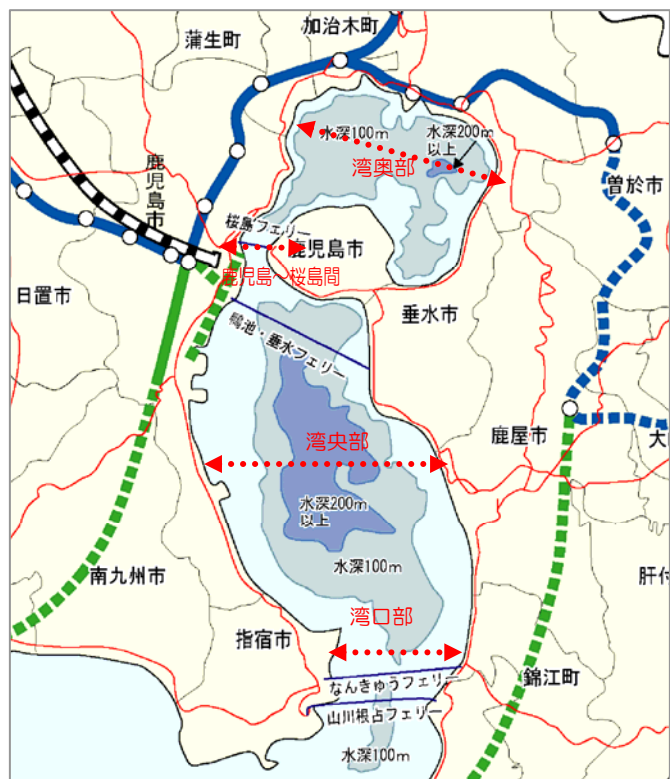 加治木町
蒲生町
水深100m
水深200m
以上
湾奥部
曽於市
鹿児島市
桜島フェリー
鹿児島市
鹿児島～桜島間
日置市
垂水市
鴨池・垂水フェリー
鹿屋市
大
湾央部
水深200m
以上
水深100m
南九州市
肝付
湾口部
指宿市
錦江町
なんきゅうフェリー
山川根占フェリー
水深100m